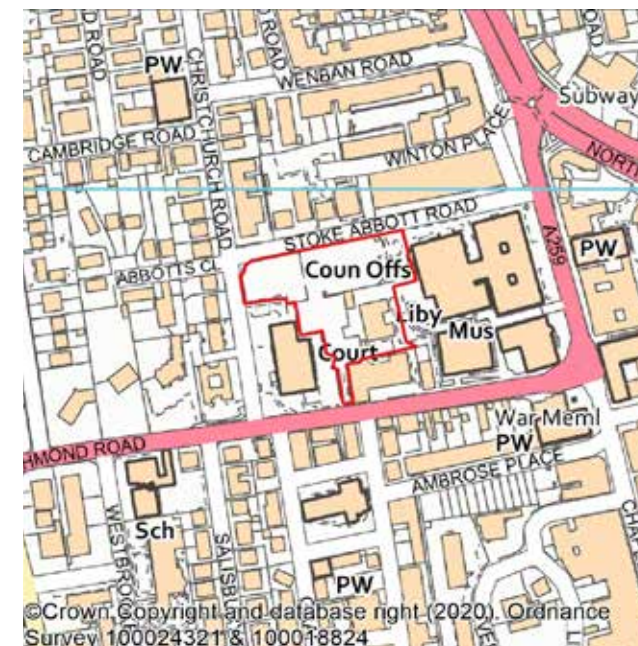 ROAD
CHRISTCHURCH ROAD
ROAD
PW
WENBAN ROAD
Subway
CAMBRIDGE ROAD
WINTON PLACE
NORT
STOKE ABBOTT ROAD
A259
PW
ABBOTTS CL
Coun Offs
Liby
Mus
Court
War Meml
PW
HMOND ROAD
AMBROSE PLACE
Sch
WESTBRO
SALISB
PW
CHAP
©Crown Copyright and database right (2020). Ordnance
Survey 100024321 & 100018824